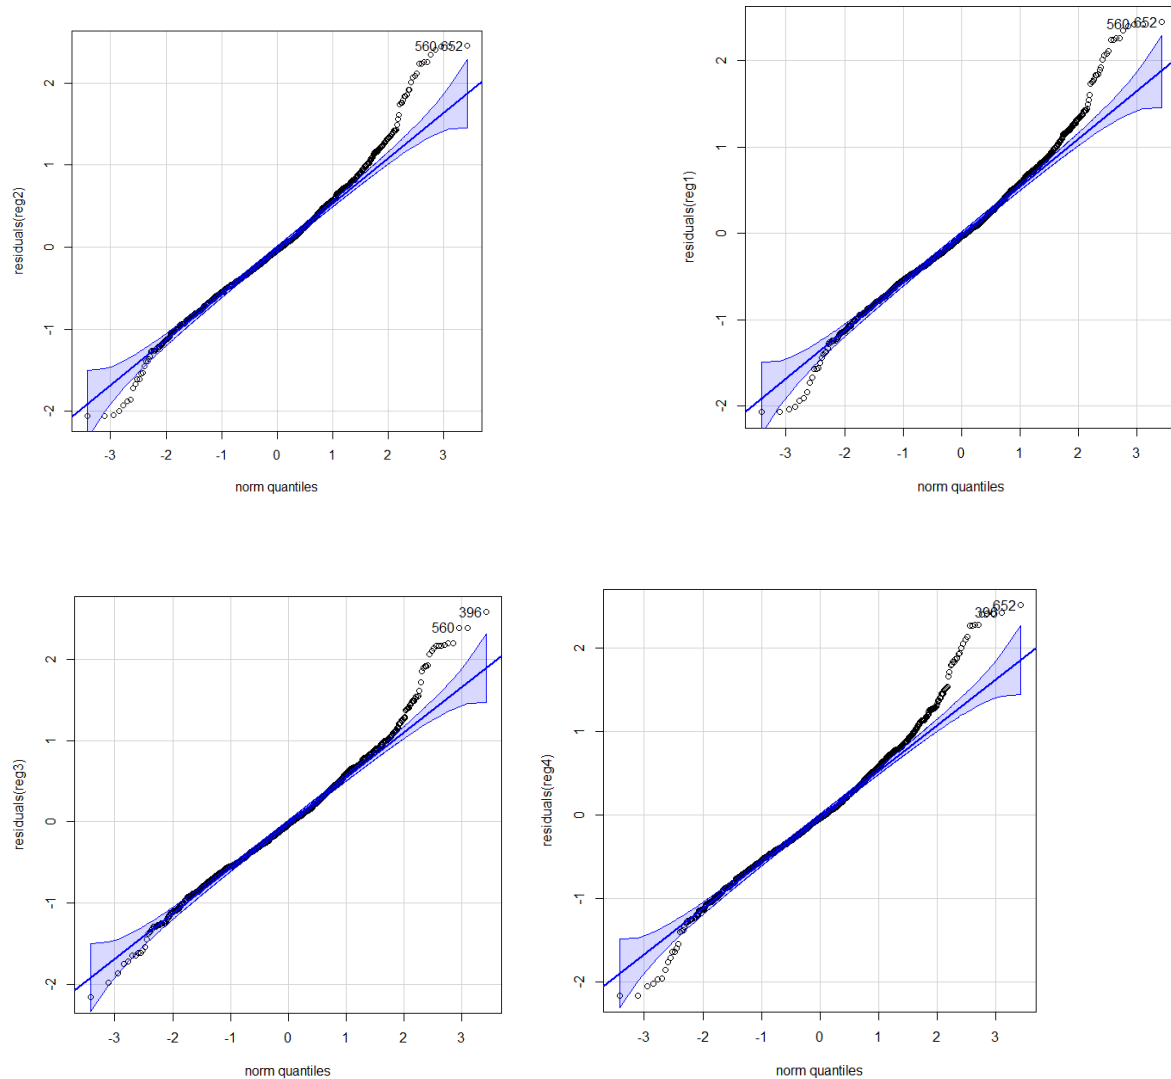 560 652
2
1
0
-1
-2
residuals(reg2)
-3 -2 -1 0 1 2 3
norm quantiles
560 652
2
1
0
-1
-2
residuals(reg1)
-3 -2 -1 0 1 2 3
norm quantiles
396
560
2
1
0
-1
-2
residuals(reg3)
-3 -2 -1 0 1 2 3
norm quantiles
652
396
2
1
0
-1
-2
residuals(reg4)
-3 -2 -1 0 1 2 3
norm quantiles